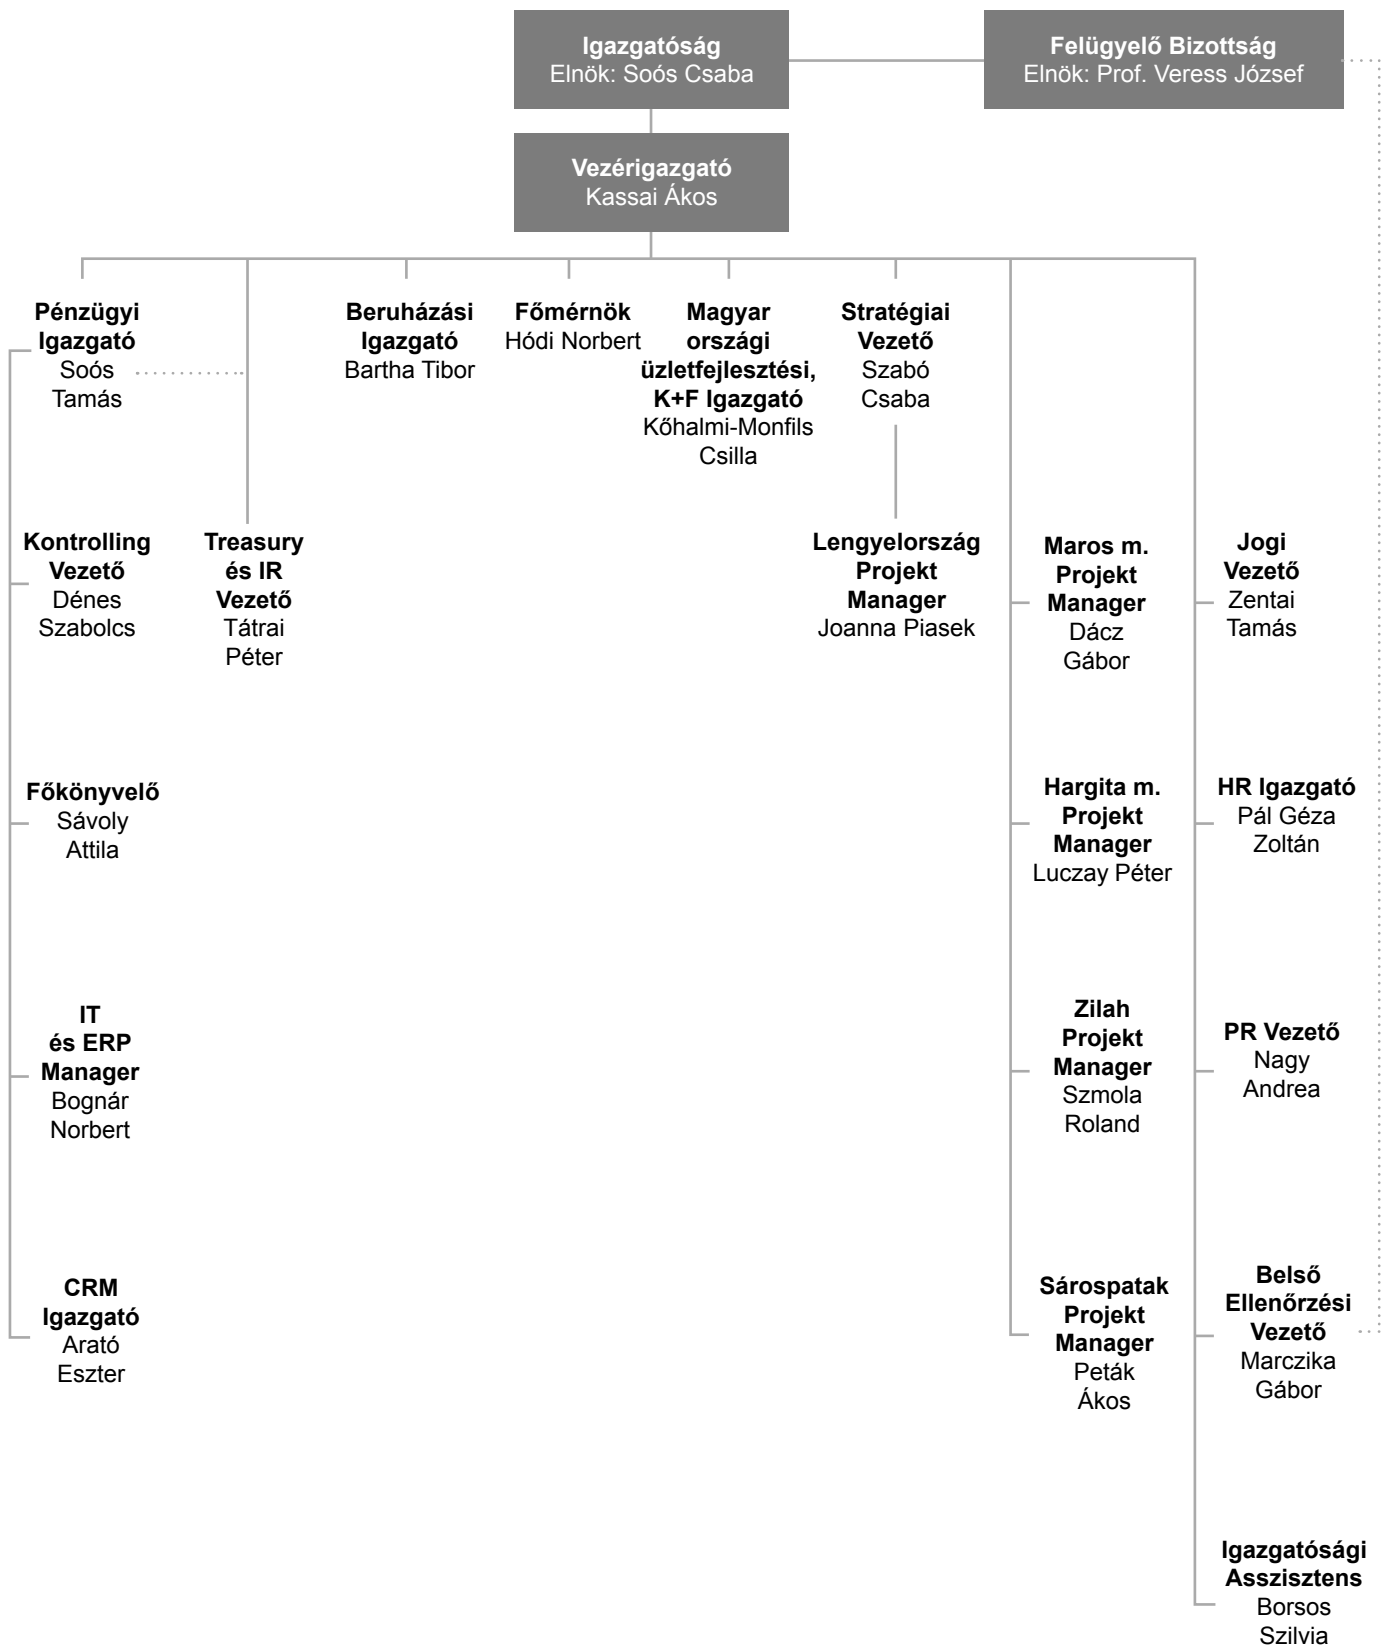 Igazgatóság
Elnök: Soós Csaba
Felügyelő Bizottság
Elnök: Prof. Veress József
Vezérigazgató
Kassai Ákos
Pénzügyi
Igazgató
Soós
Tamás
Beruházási
Igazgató
Bartha Tibor
Főmérnök
Hódi Norbert
Magyar
országi
üzletfejlesztési,
K+F Igazgató
Kőhalmi-Monfils
Csilla
Stratégiai
Vezető
Szabó
Csaba
Kontrolling
Vezető
Dénes
Szabolcs
Treasury
és IR
Vezető
Tátrai
Péter
Lengyelország
Projekt
Manager
Joanna Piasek
Maros m.
Projekt
Manager
Dácz
Gábor
Jogi
Vezető
Zentai
Tamás
Főkönyvelő
Sávoly
Attila
Hargita m.
Projekt
Manager
Luczay Péter
HR Igazgató
Pál Géza
Zoltán
IT
és ERP
Manager
Bognár
Norbert
Zilah
Projekt
Manager
Szmola
Roland
PR Vezető
Nagy
Andrea
CRM
Igazgató
Arató
Eszter
Sárospatak
Projekt
Manager
Peták
Ákos
Belső
Ellenőrzési
Vezető
Marczika
Gábor
Igazgatósági
Asszisztens
Borsos
Szilvia